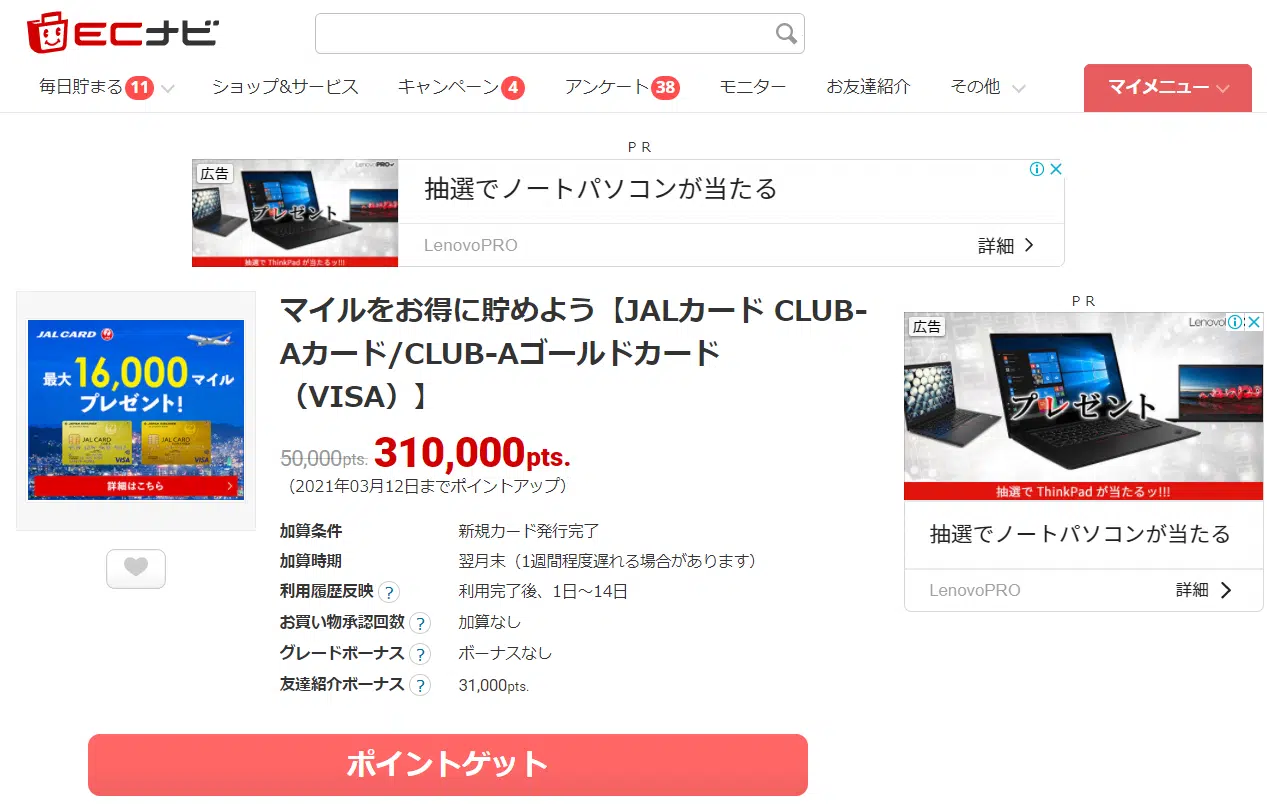 ECナビ
毎日貯まる 11
ショップ&サービス
キャンペーン 4
アンケート 38
モニター
お友達紹介
その他
マイメニュー
PR
広告
LenovoPRO
プレゼント
抽選で ThinkPad が当たるッ!!!
抽選でノートパソコンが当たる
LenovoPRO
詳細
JAL CARD
最大16,000マイル
プレゼント!
JAL CARD
VISA
JAL CARD
VISA
詳細はこちら
マイルをお得に貯めよう【JALカード CLUB-
Aカード/CLUB-Aゴールドカード
（VISA）】
50,000pts. 310,000pts.
（2021年03月12日までポイントアップ）
加算条件 新規カード発行完了
加算時期 翌月末（1週間程度遅れる場合があります）
利用履歴反映 ? 利用完了後、1日～14日
お買い物承認回数 ? 加算なし
グレードボーナス ? ボーナスなし
友達紹介ボーナス ? 31,000pts.
ポイントゲット
PR
広告
Lenovo
プレゼント
抽選で ThinkPad が当たるッ!!!
抽選でノートパソコンが当たる
LenovoPRO
詳細